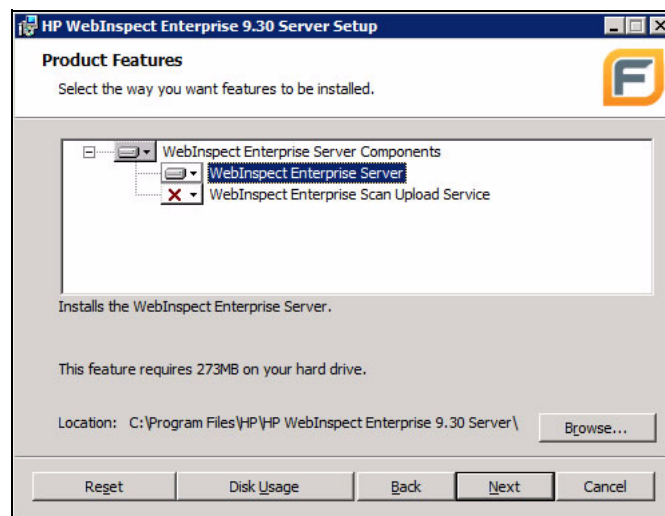 HP WebInspect Enterprise 9.30 Server Setup
Product Features
Select the way you want features to be installed.
F
WebInspect Enterprise Server Components
WebInspect Enterprise Server
WebInspect Enterprise Scan Upload Service
Installs the WebInspect Enterprise Server.
This feature requires 273MB on your hard drive.
Location: C:\Program Files\HP\HP WebInspect Enterprise 9.30 Server\ Browse...
Reset Disk Usage Back Next Cancel